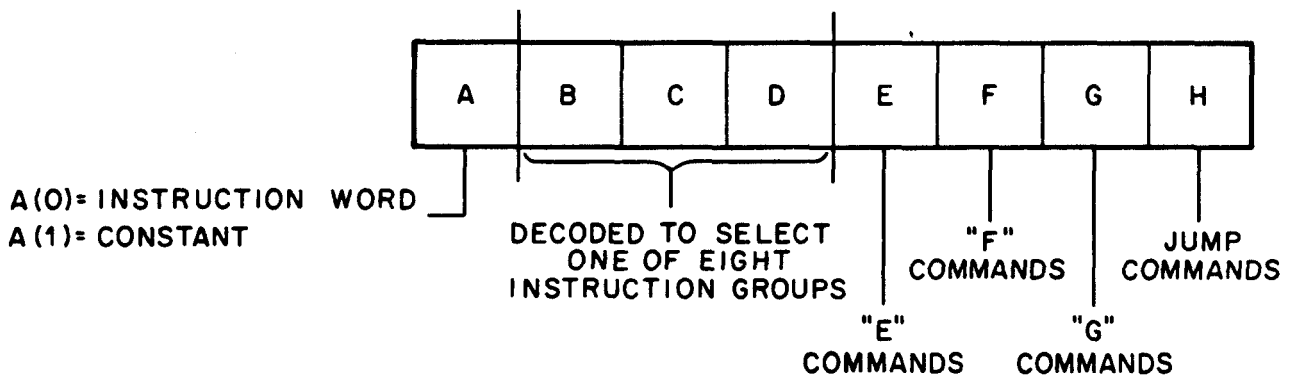 A B C D E F G H
A(0)= INSTRUCTION WORD
A(1)= CONSTANT
DECODED TO SELECT
ONE OF EIGHT
INSTRUCTION GROUPS
"E"
COMMANDS
"F"
COMMANDS
"G"
COMMANDS
JUMP
COMMANDS